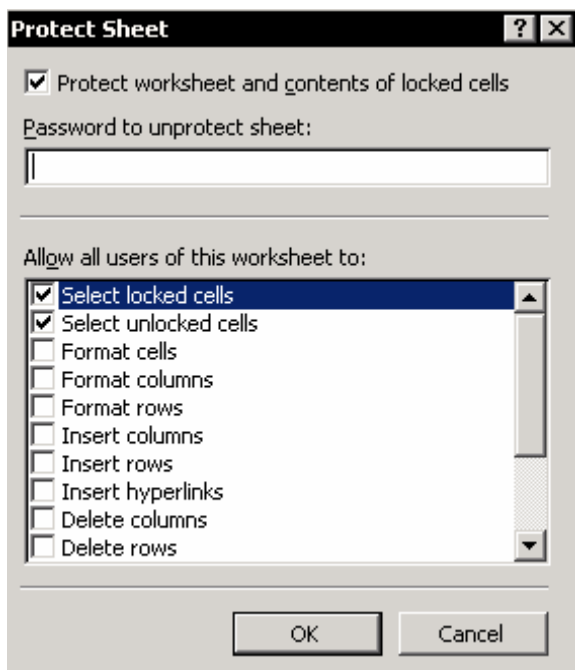 Protect Sheet
Protect worksheet and contents of locked cells
Password to unprotect sheet:
Allow all users of this worksheet to:
Select locked cells
Select unlocked cells
Format cells
Format columns
Format rows
Insert columns
Insert rows
Insert hyperlinks
Delete columns
Delete rows
OK Cancel